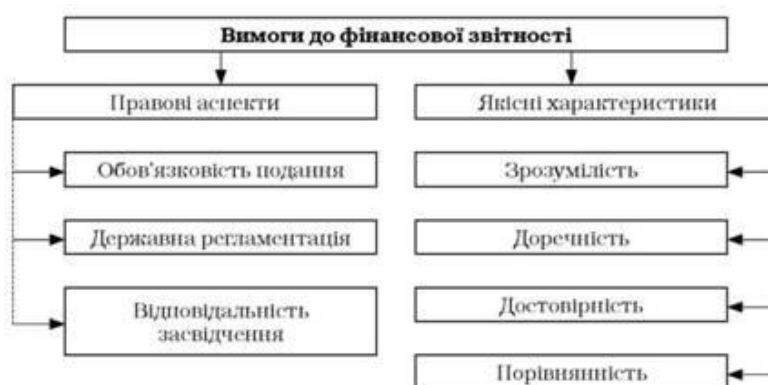 Вимоги до фінансової звітності
Правові аспекти
Обов'язковість подання
Державна регламентація
Відповідальність
засвідчення
Якісні характеристики
Зрозумілість
Доречність
Достовірність
Порівнянність